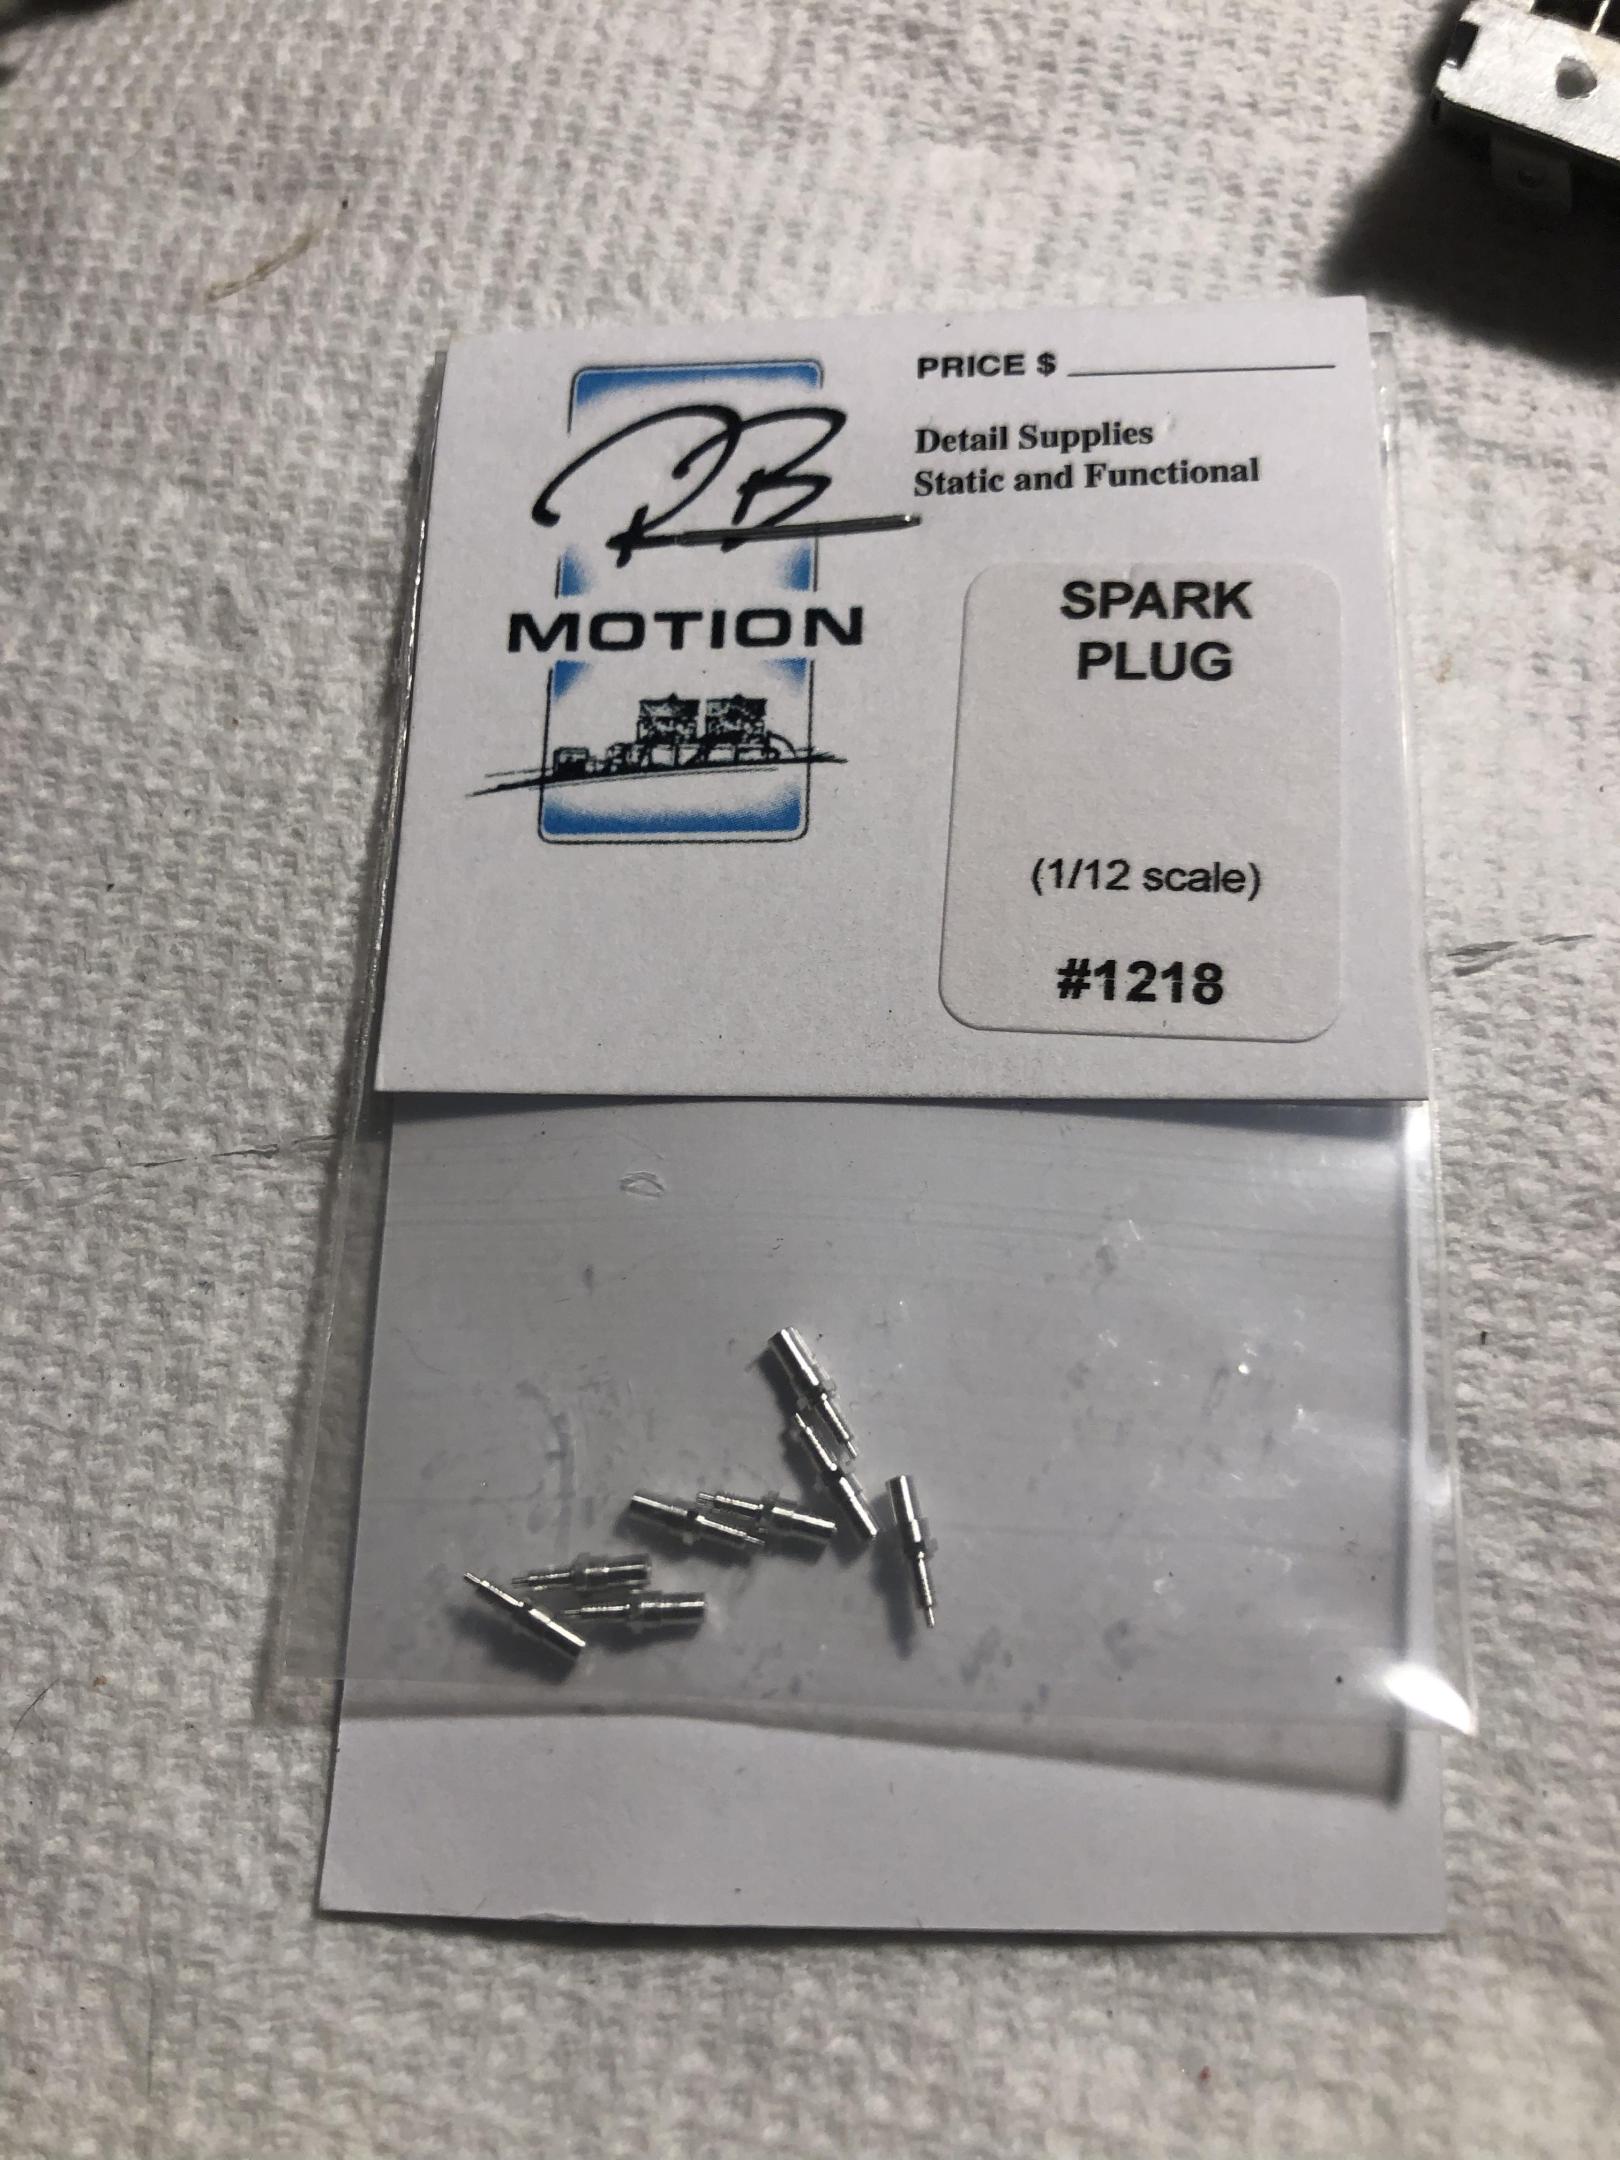 RB
MOTION
PRICE $
Detail Supplies
Static and Functional
SPARK
PLUG
(1/12 scale)
#1218